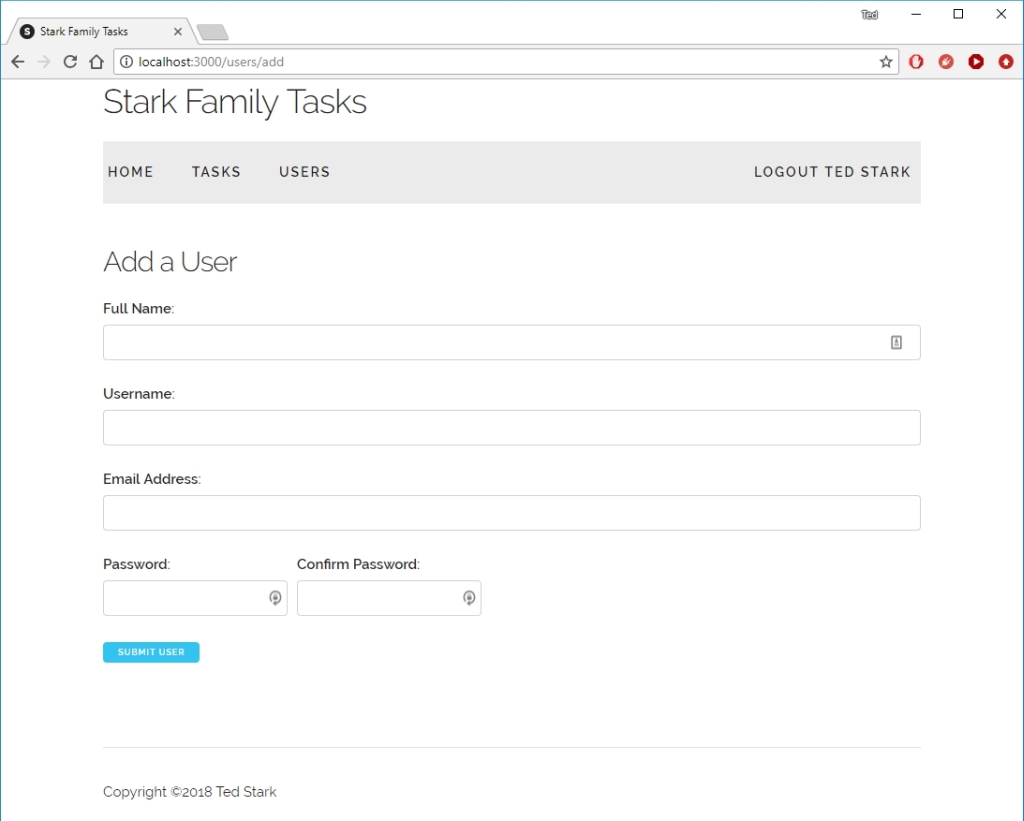 Ted
Stark Family Tasks
localhost:3000/users/add
Stark Family Tasks
HOME TASKS USERS LOGOUT TED STARK
Add a User
Full Name:
Username:
Email Address:
Password: Confirm Password:
SUBMIT USER
Copyright ©2018 Ted Stark